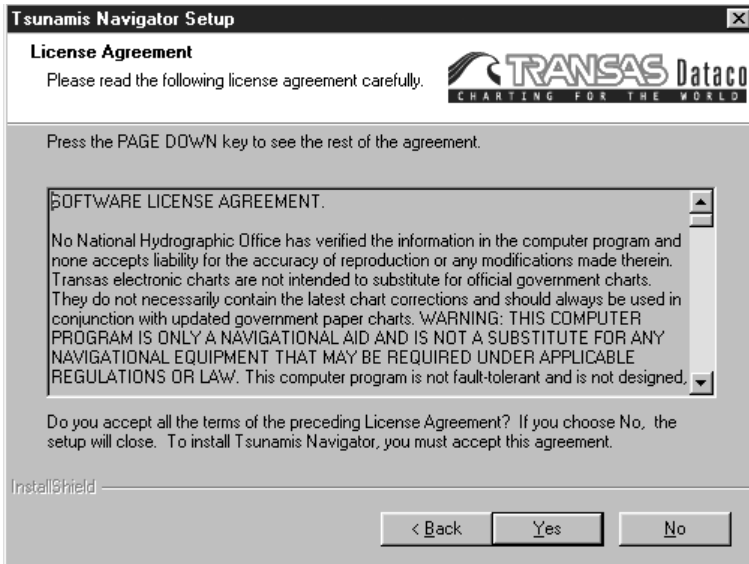 Tsunamis Navigator Setup
License Agreement
Please read the following license agreement carefully.
TRANSAS Dataco
CHARTING FOR THE WORLD
Press the PAGE DOWN key to see the rest of the agreement.
SOFTWARE LICENSE AGREEMENT.
No National Hydrographic Office has verified the information in the computer program and
none accepts liability for the accuracy of reproduction or any modifications made therein.
Transas electronic charts are not intended to substitute for official government charts.
They do not necessarily contain the latest chart corrections and should always be used in
conjunction with updated government paper charts. WARNING: THIS COMPUTER
PROGRAM IS ONLY A NAVIGATIONAL AID AND IS NOT A SUBSTITUTE FOR ANY
NAVIGATIONAL EQUIPMENT THAT MAY BE REQUIRED UNDER APPLICABLE
REGULATIONS OR LAW. This computer program is not fault-tolerant and is not designed,
Do you accept all the terms of the preceding License Agreement? If you choose No, the
setup will close. To install Tsunamis Navigator, you must accept this agreement.
InstallShield
< Back
Yes
No